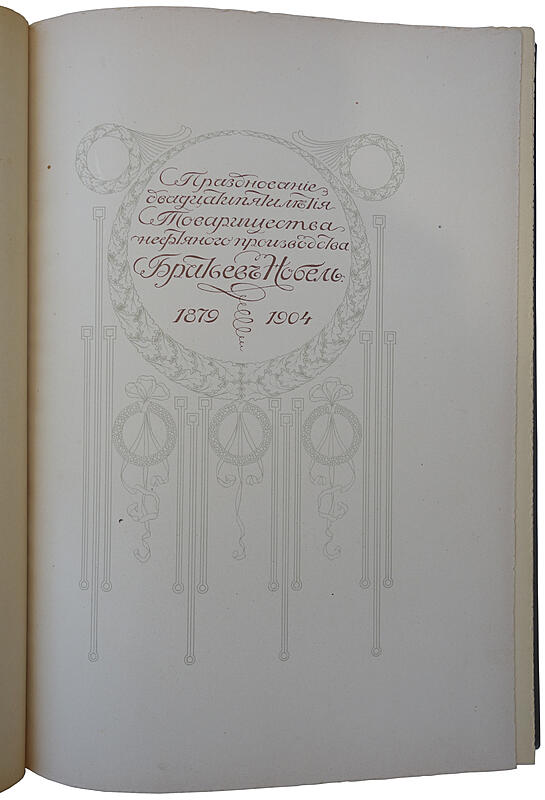 Празднованіе
двадцатипятилѣтія
Товарищества
нефтяного производства
Братьевъ Нобель.
1879 1904